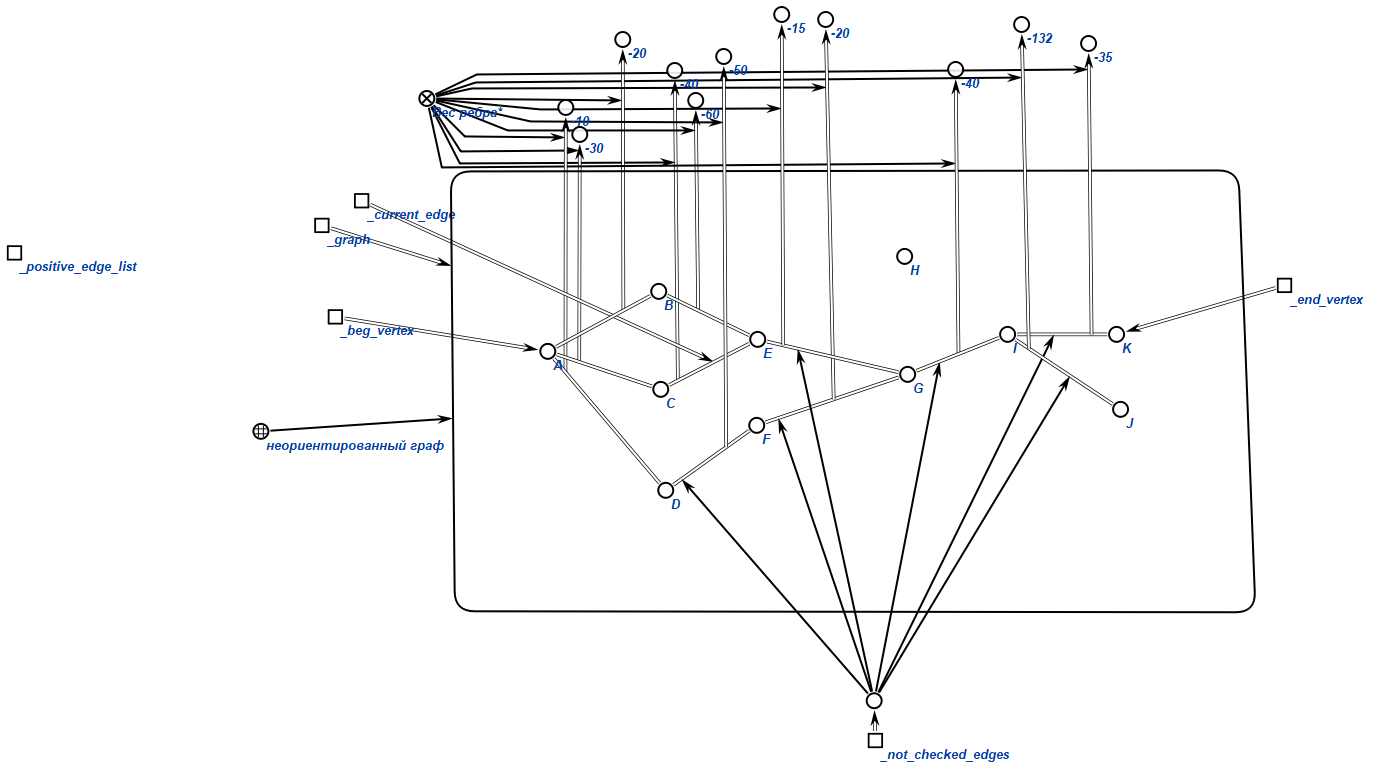 -15
-20
-132
-20
-35
-50
-40
-40
Вес ребра*
-60
-10
-30
_current_edge
_graph
_positive_edge_list
H
_end_vertex
B
_beg_vertex
A
E
I
K
C
G
J
F
неориентированный граф
D
_not_checked_edges